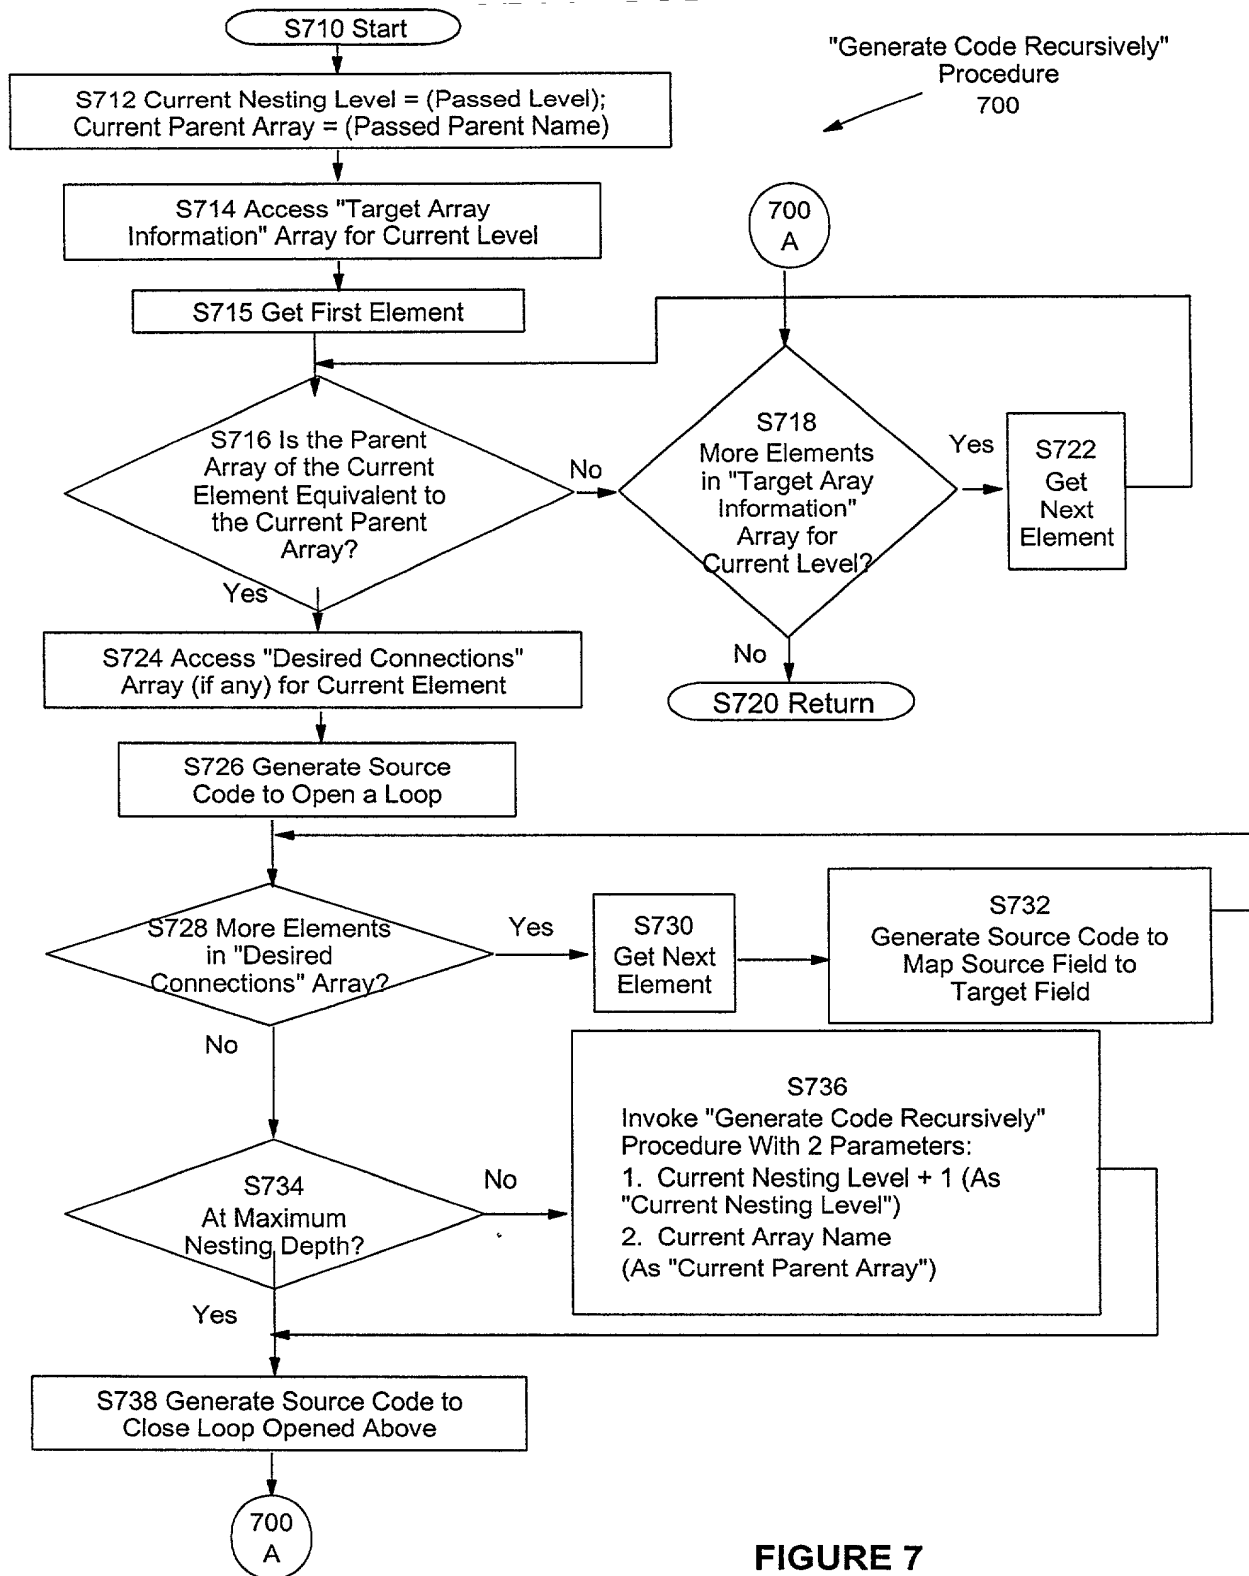 S710 Start
"Generate Code Recursively"
Procedure
700
S712 Current Nesting Level = (Passed Level);
Current Parent Array = (Passed Parent Name)
S714 Access "Target Array
Information" Array for Current Level
700
A
S715 Get First Element
S716 Is the Parent
Array of the Current
Element Equivalent to
the Current Parent
Array?
No
Yes
S718
More Elements
in "Target Aray
Information"
Array for
Current Level?
Yes
No
S722
Get
Next
Element
S720 Return
S724 Access "Desired Connections"
Array (if any) for Current Element
S726 Generate Source
Code to Open a Loop
S728 More Elements
in "Desired
Connections" Array?
Yes
No
S730
Get Next
Element
S732
Generate Source Code to
Map Source Field to
Target Field
S734
At Maximum
Nesting Depth?
No
Yes
S736
Invoke "Generate Code Recursively"
Procedure With 2 Parameters:
1. Current Nesting Level + 1 (As
"Current Nesting Level")
2. Current Array Name
(As "Current Parent Array")
S738 Generate Source Code to
Close Loop Opened Above
700
A
FIGURE 7